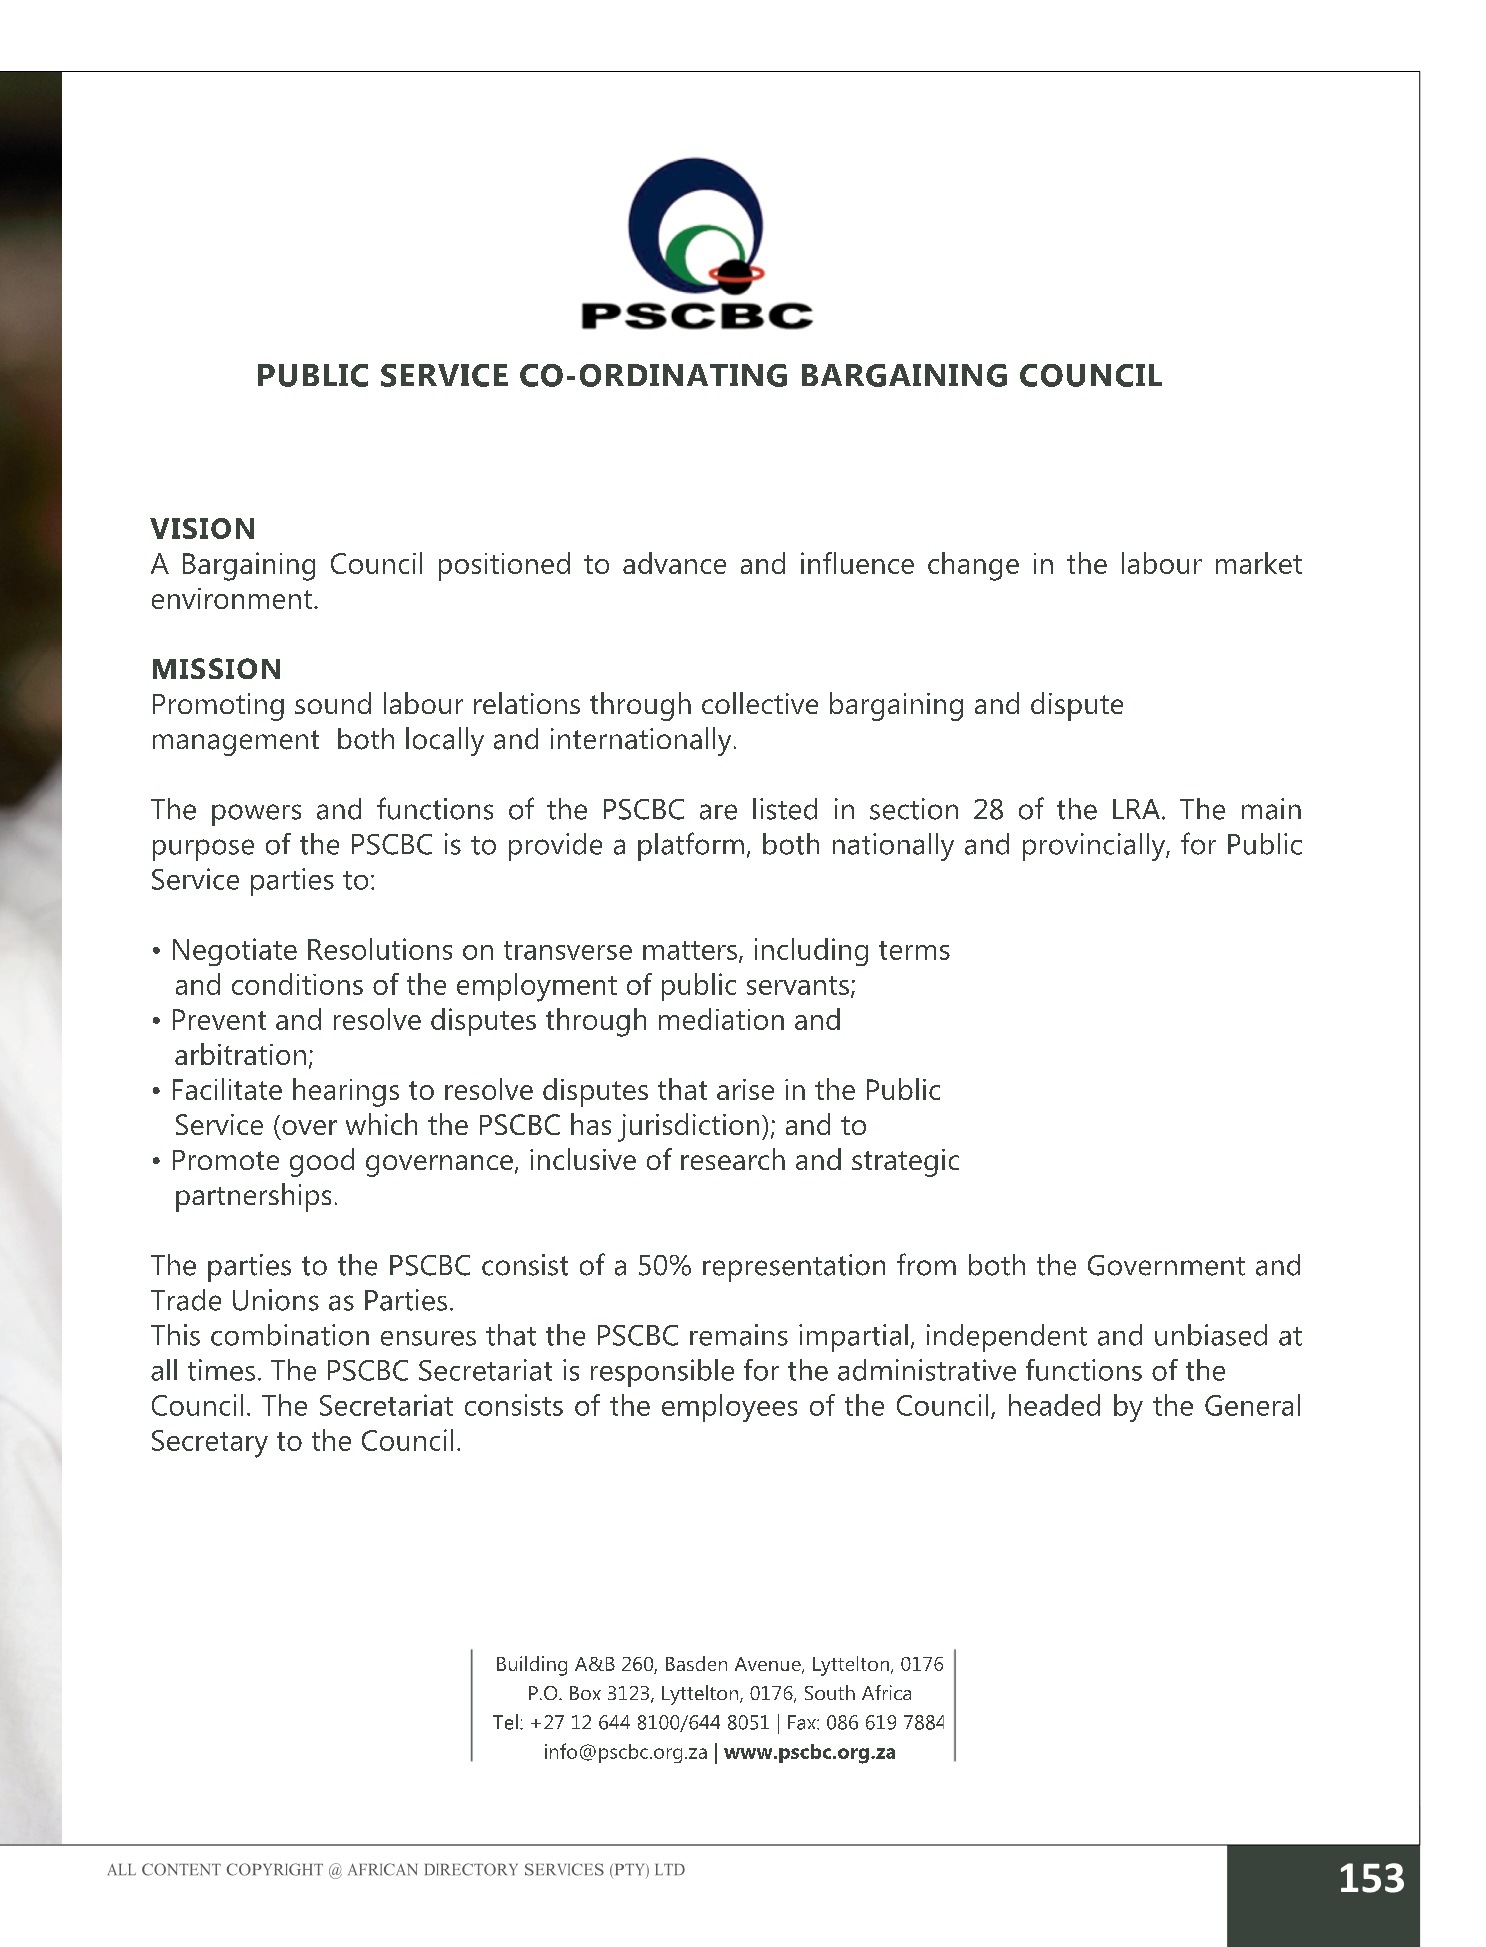 PSCBC
PUBLIC SERVICE CO-ORDINATING BARGAINING COUNCIL
VISION
A Bargaining Council positioned to advance and influence change in the labour market
environment.
MISSION
Promoting sound labour relations through collective bargaining and dispute
management both locally and internationally.
The powers and functions of the PSCBC are listed in section 28 of the LRA. The main
purpose of the PSCBC is to provide a platform, both nationally and provincially, for Public
Service parties to:
• Negotiate Resolutions on transverse matters, including terms
and conditions of the employment of public servants;
• Prevent and resolve disputes through mediation and
arbitration;
• Facilitate hearings to resolve disputes that arise in the Public
Service (over which the PSCBC has jurisdiction); and to
• Promote good governance, inclusive of research and strategic
partnerships.
The parties to the PSCBC consist of a 50% representation from both the Government and
Trade Unions as Parties.
This combination ensures that the PSCBC remains impartial, independent and unbiased at
all times. The PSCBC Secretariat is responsible for the administrative functions of the
Council. The Secretariat consists of the employees of the Council, headed by the General
Secretary to the Council.
Building A&B 260, Basden Avenue, Lyttelton, 0176
P.O. Box 3123, Lyttelton, 0176, South Africa
Tel: +27 12 644 8100/644 8051 | Fax: 086 619 7884
info@pscbc.org.za | www.pscbc.org.za
ALL CONTENT COPYRIGHT @ AFRICAN DIRECTORY SERVICES (PTY) LTD
153